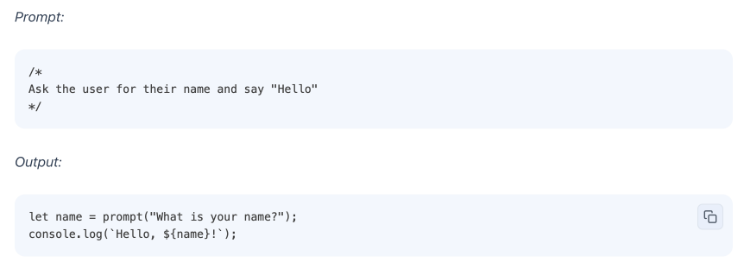 Prompt:
/*
Ask the user for their name and say "Hello"
*/
Output:
let name = prompt("What is your name?");
console.log(`Hello, ${name}!`);